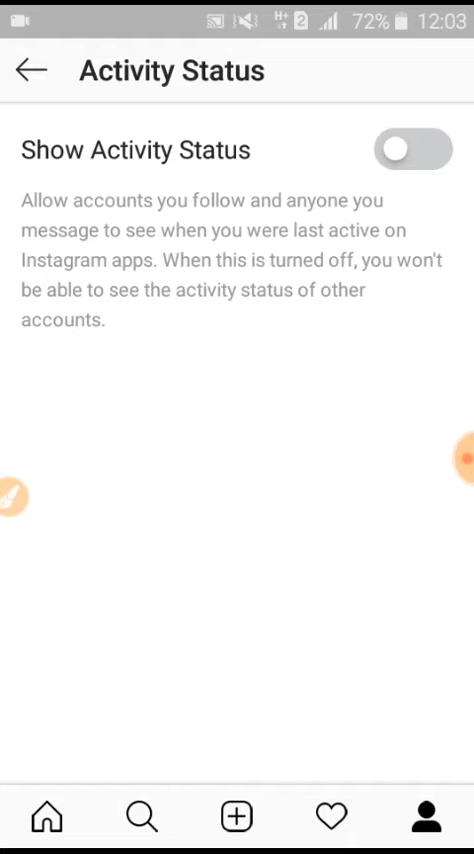 H+ 2 72% 12:03
Activity Status
Show Activity Status
Allow accounts you follow and anyone you
message to see when you were last active on
Instagram apps. When this is turned off, you won't
be able to see the activity status of other
accounts.